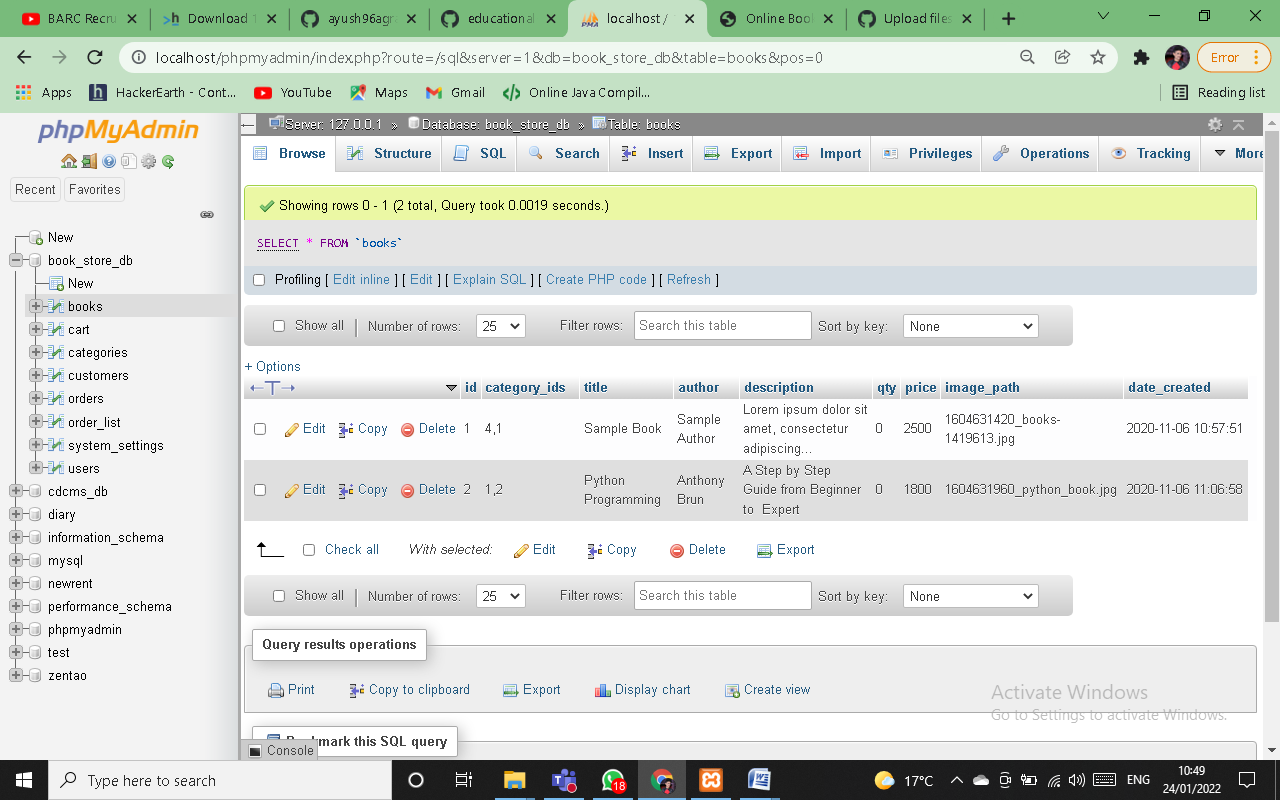 BARC Recru
Download
ayush96agra
educational
localhost /
Online Boo
Upload files
localhost/phpmyadmin/index.php?route=/sql&server=1&db=book_store_db&table=books&pos=0
Error
Apps
HackerEarth - Cont...
YouTube
Maps
Gmail
Online Java Compil...
Reading list
phpMyAdmin
Recent
Favorites
New
book_store_db
New
books
cart
categories
customers
orders
order_list
system_settings
users
cdcms_db
diary
information_schema
mysql
newrent
performance_schema
phpmyadmin
test
zentao
Server: 127.0.0.1 » Database: book_store_db » Table: books
Browse Structure SQL Search Insert Export Import Privileges Operations Tracking More
Showing rows 0 - 1 (2 total, Query took 0.0019 seconds.)
SELECT * FROM `books`
Profiling [ Edit inline ] [ Edit ] [ Explain SQL ] [ Create PHP code ] [ Refresh ]
Show all | Number of rows: 25 Filter rows: Search this table Sort by key: None
+ Options
←T→ id category_ids title author description qty price image_path date_created
Edit Copy Delete 1 4,1 Sample Book Sample Author Lorem ipsum dolor sit amet, consectetur adipiscing... 0 2500 1604631420_books-1419613.jpg 2020-11-06 10:57:51
Edit Copy Delete 2 1,2 Python Programming Anthony Brun A Step by Step Guide from Beginner to Expert 0 1800 1604631960_python_book.jpg 2020-11-06 11:06:58
Check all With selected: Edit Copy Delete Export
Show all | Number of rows: 25 Filter rows: Search this table Sort by key: None
Query results operations
Print Copy to clipboard Export Display chart Create view
Activate Windows
Go to Settings to activate Windows.
mark this SQL query
Console
Type here to search
18
17°C
ENG
10:49
24/01/2022